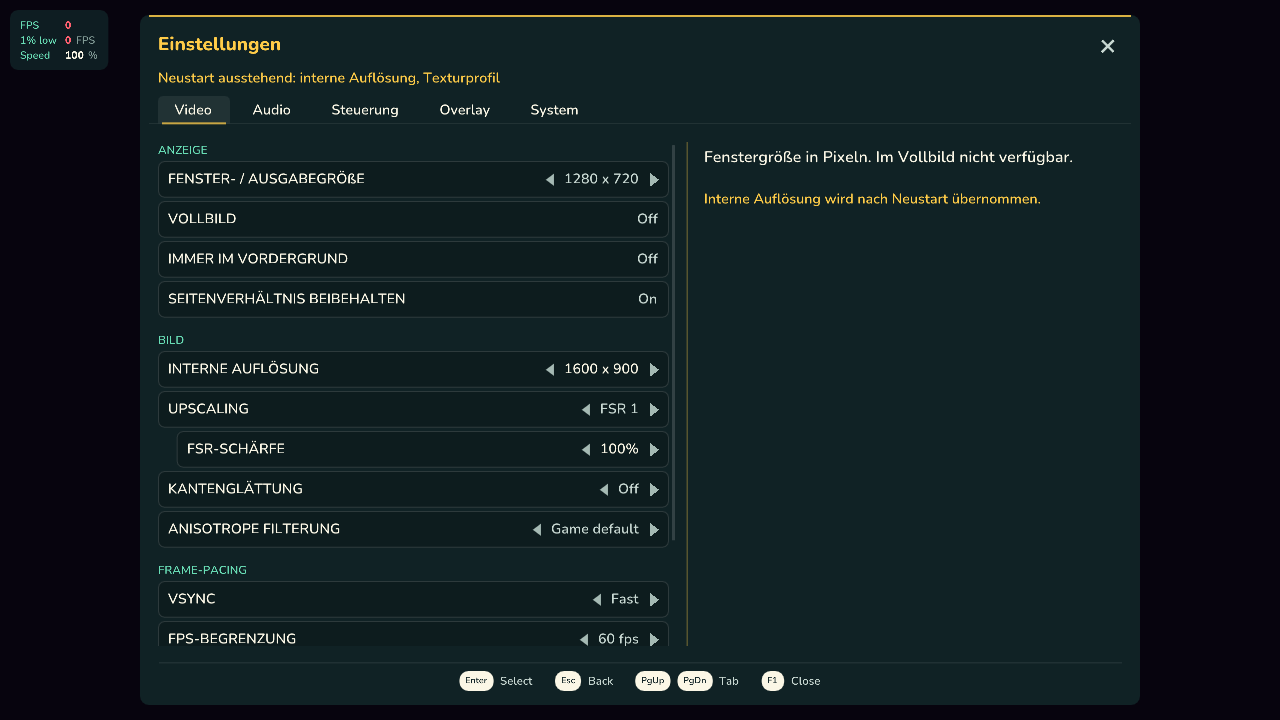 FPS 0
1% low 0 FPS
Speed 100 %
Einstellungen
Neustart ausstehend: interne Auflösung, Texturprofil
Video Audio Steuerung Overlay System
ANZEIGE
FENSTER- / AUSGABEGRÖßE 1280 x 720
VOLLBILD Off
IMMER IM VORDERGRUND Off
SEITENVERHÄLTNIS BEIBEHALTEN On
BILD
INTERNE AUFLÖSUNG 1600 x 900
UPSCALING FSR 1
FSR-SCHÄRFE 100%
KANTENGLÄTTUNG Off
ANISOTROPE FILTERUNG Game default
FRAME-PACING
VSYNC Fast
FPS-BEGRENZUNG 60 fps
Fenstergröße in Pixeln. Im Vollbild nicht verfügbar.
Interne Auflösung wird nach Neustart übernommen.
Enter Select Esc Back PgUp PgDn Tab F1 Close